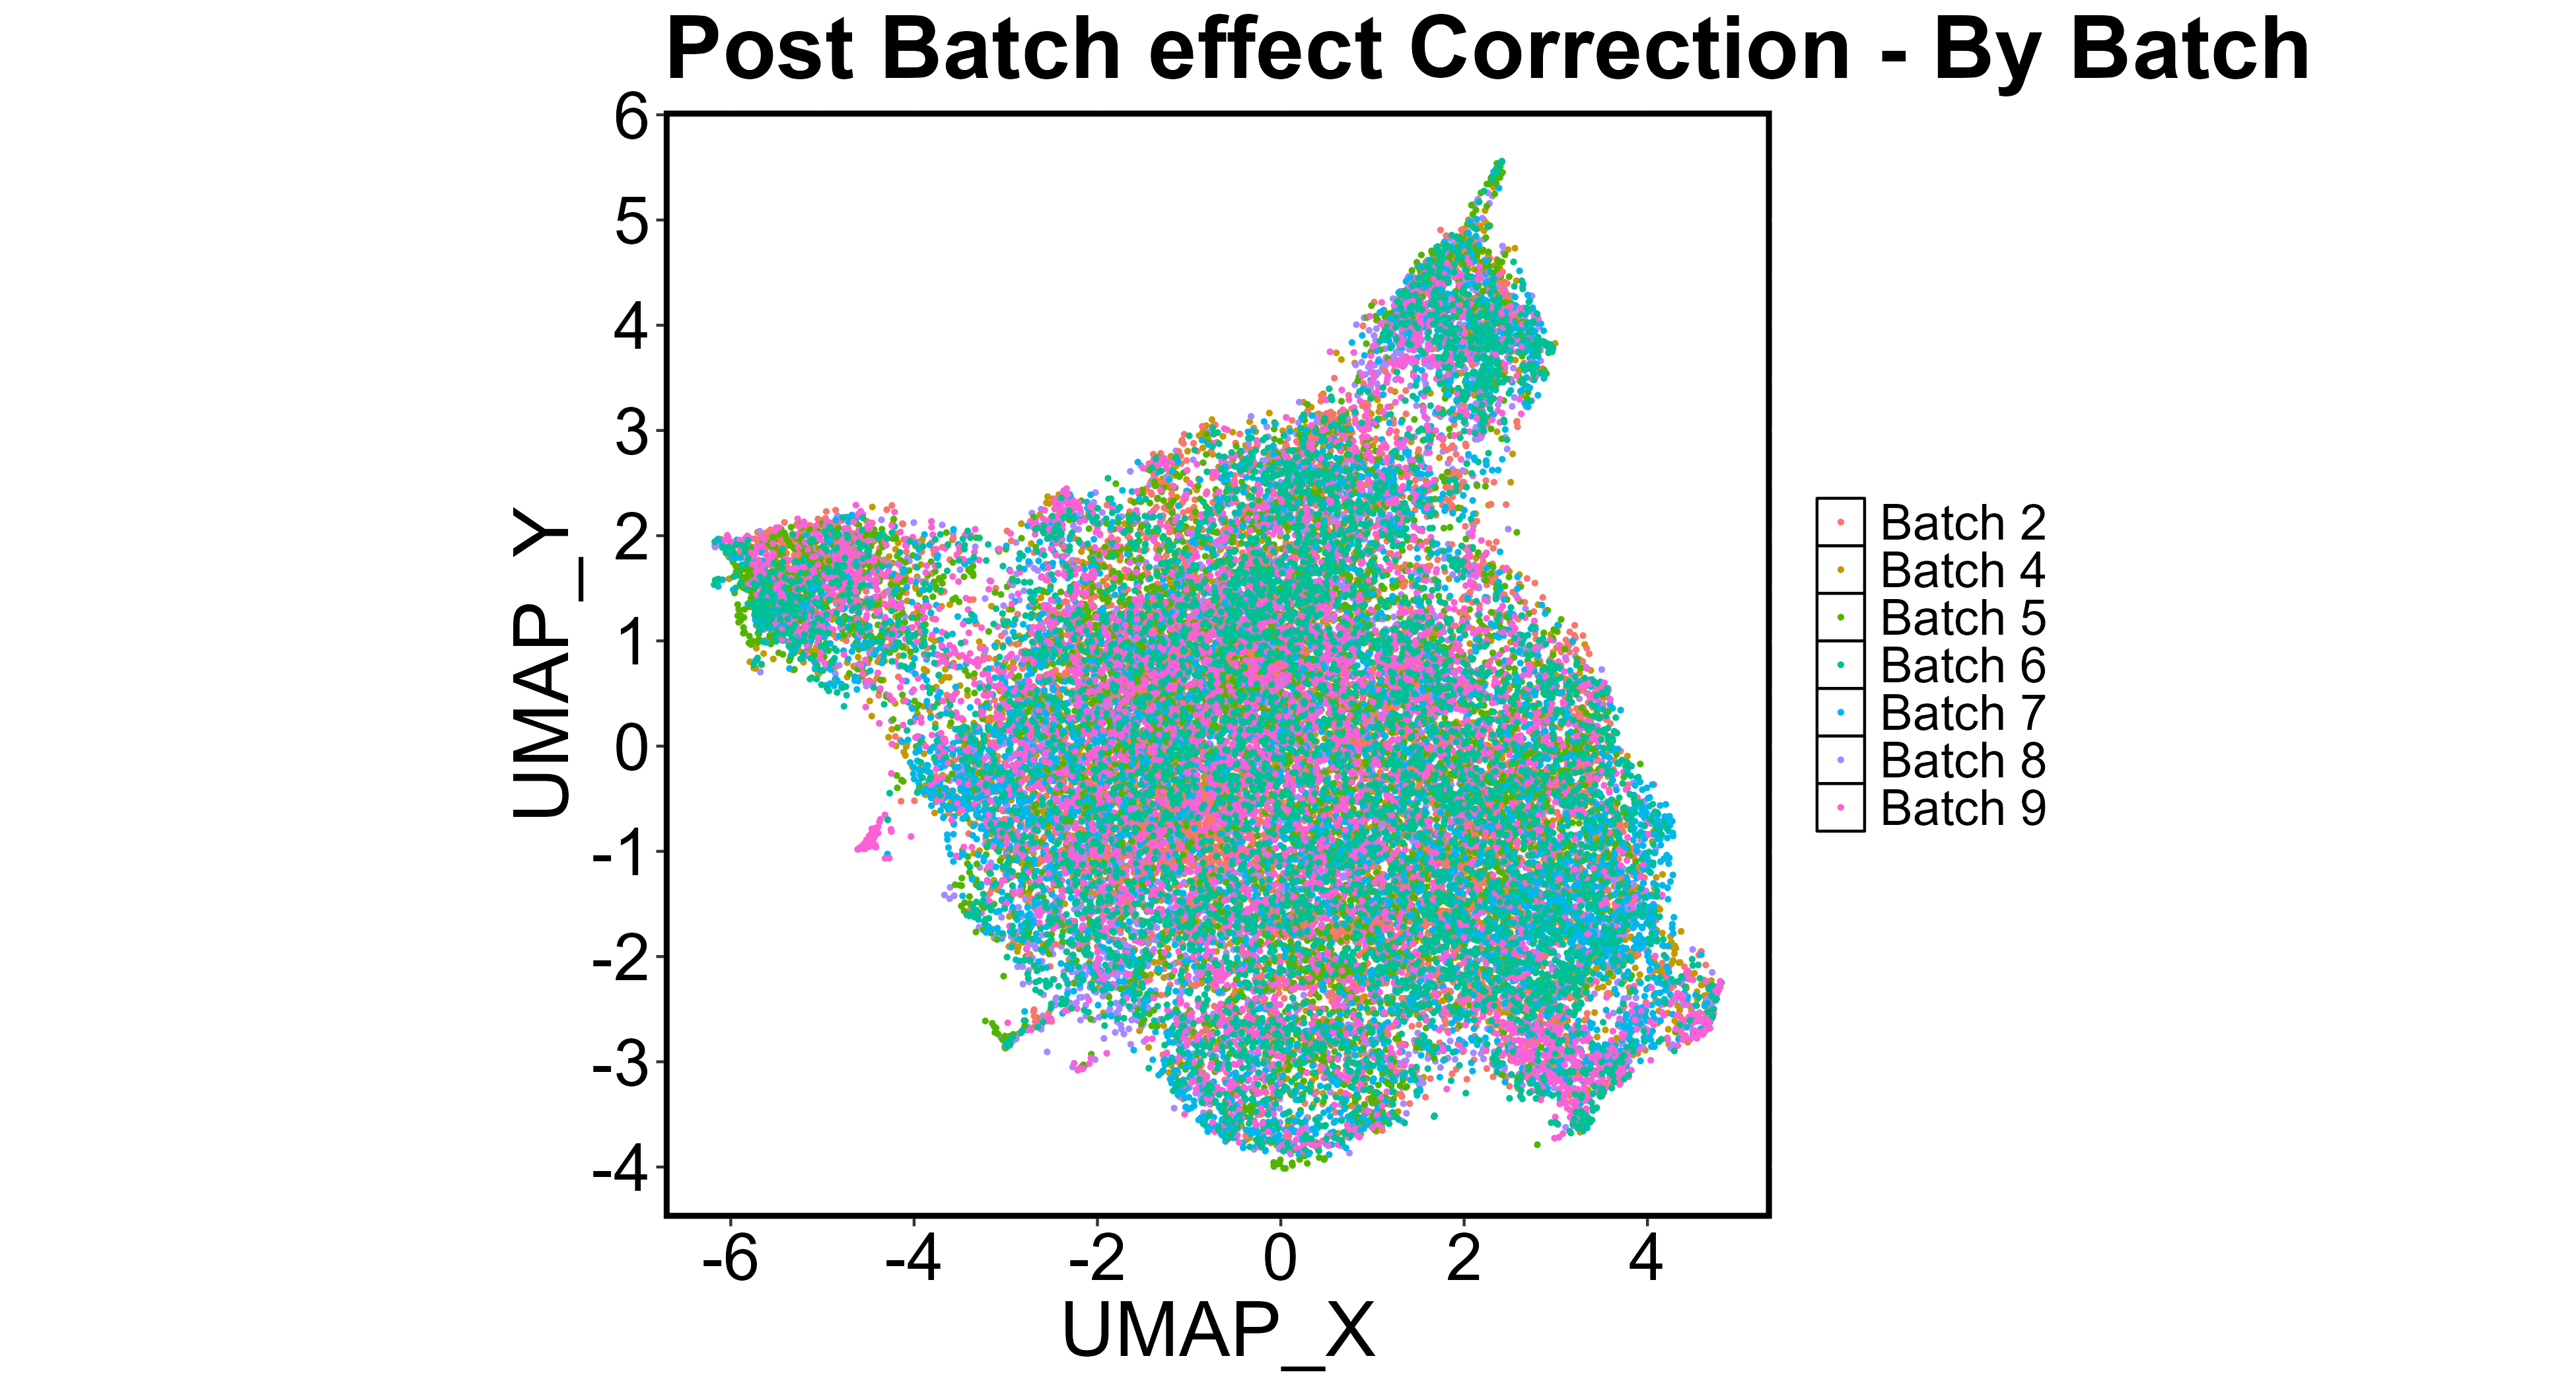 Post Batch effect Correction - By Batch
6
5
4
3
2
1
0
-1
-2
-3
-4
UMAP_Y
-6 -4 -2 0 2 4
UMAP_X
Batch 2
Batch 4
Batch 5
Batch 6
Batch 7
Batch 8
Batch 9